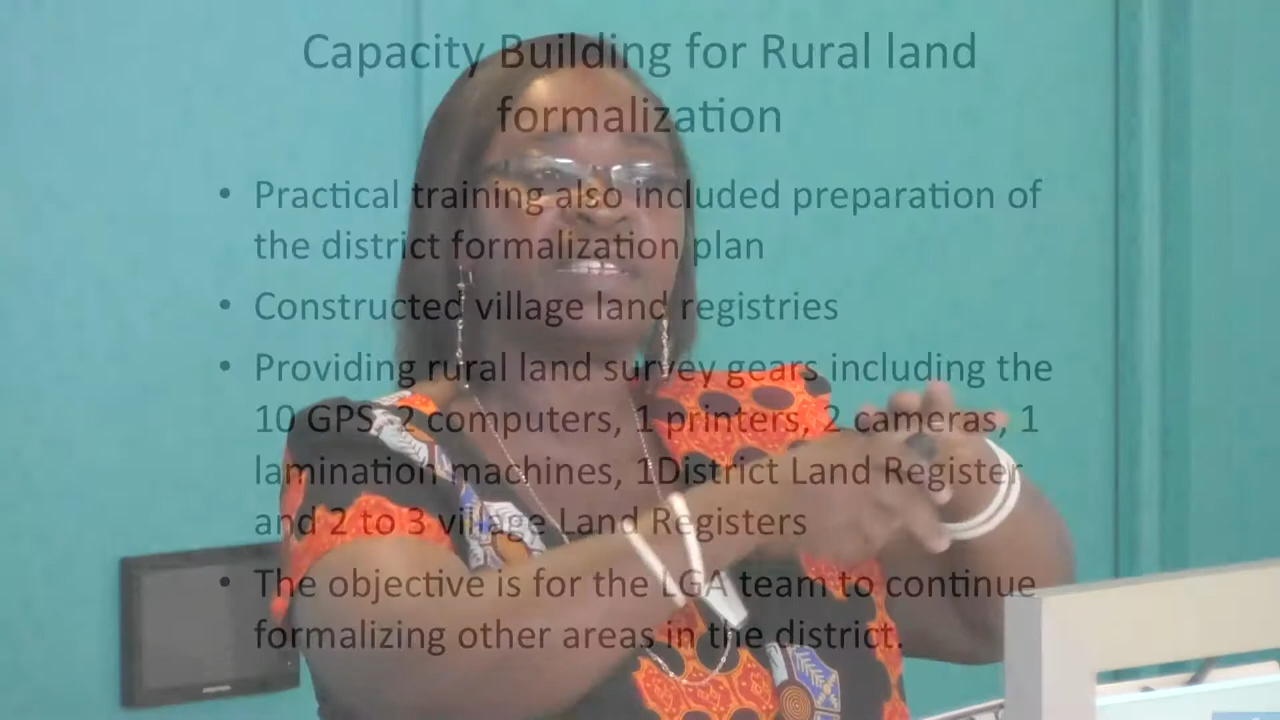 Capacity Building for Rural land
formalization
• Practical training also included preparation of
the district formalization plan
• Constructed village land registries
• Providing rural land survey gears including the
10 GPS, 2 computers, 1 printers, 2 cameras, 1
lamination machines, 1District Land Register
and 2 to 3 village Land Registers
• The objective is for the LGA team to continue
formalizing other areas in the district.